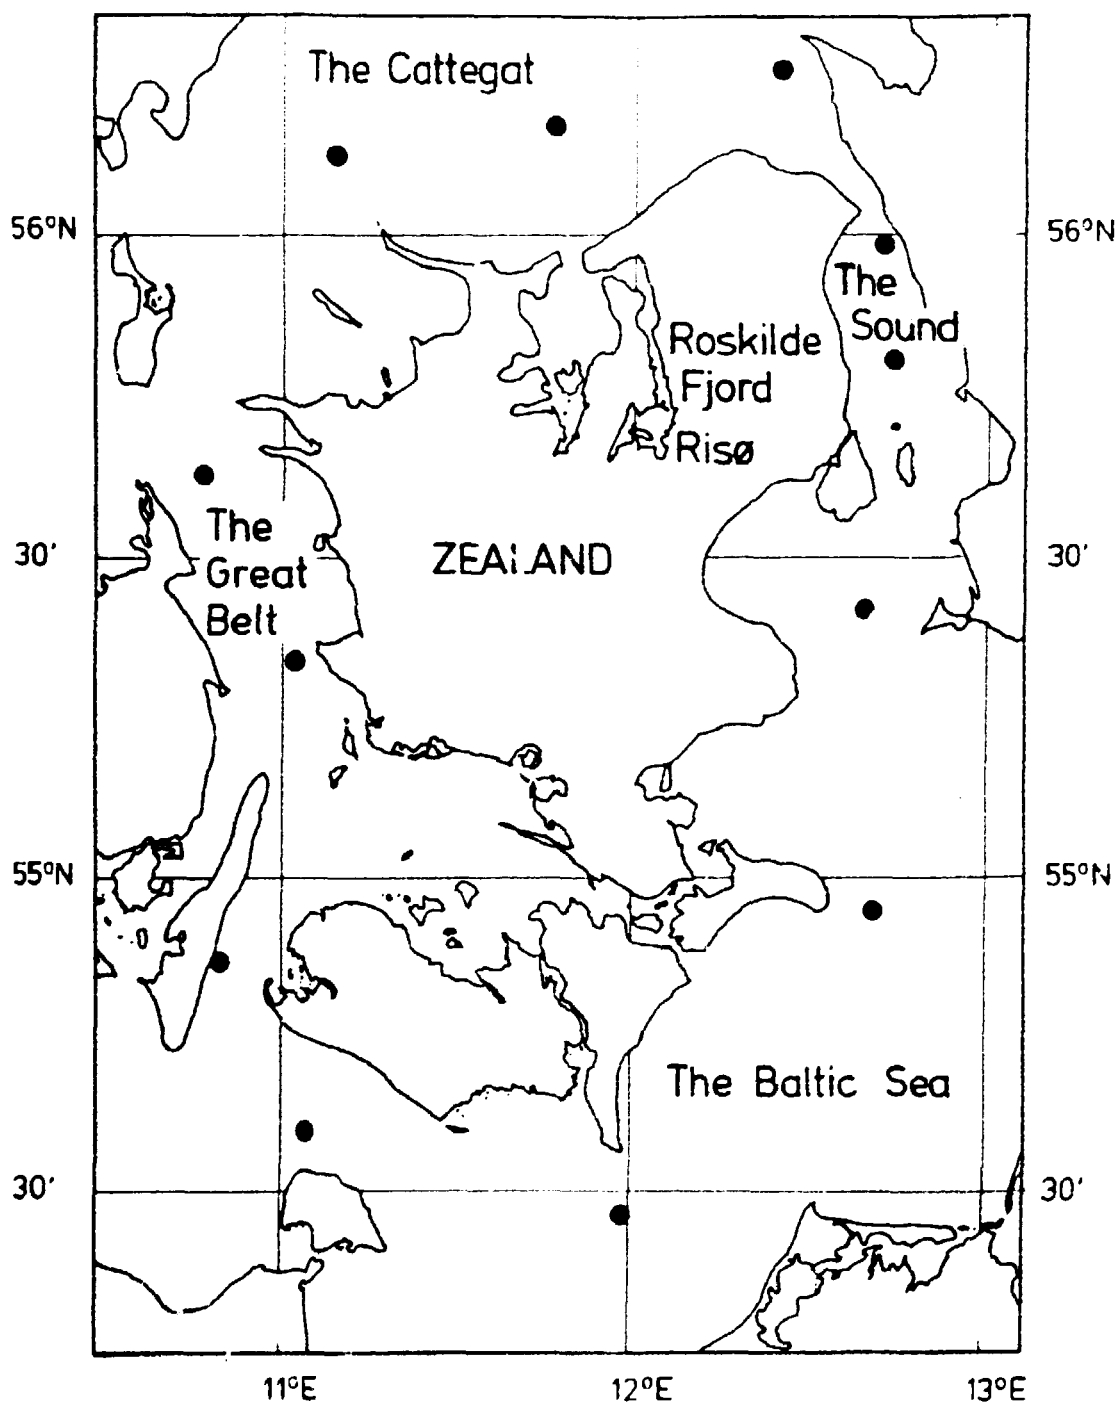 The Cattegat
56°N
56°N
The
Sound
Roskilde
Fjord
Risø
The
Great
Belt
30'
ZEALAND
30'
55°N
55°N
The Baltic Sea
30'
30'
11°E
12°E
13°E